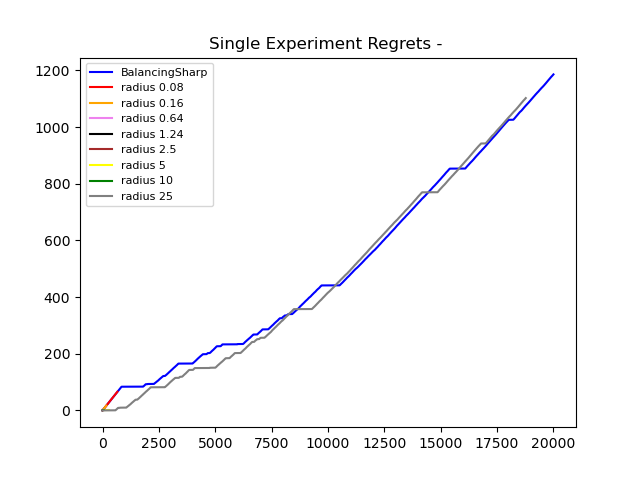 Single Experiment Regrets -
BalancingSharp
radius 0.08
radius 0.16
radius 0.64
radius 1.24
radius 2.5
radius 5
radius 10
radius 25
1200
1000
800
600
400
200
0
0 2500 5000 7500 10000 12500 15000 17500 20000